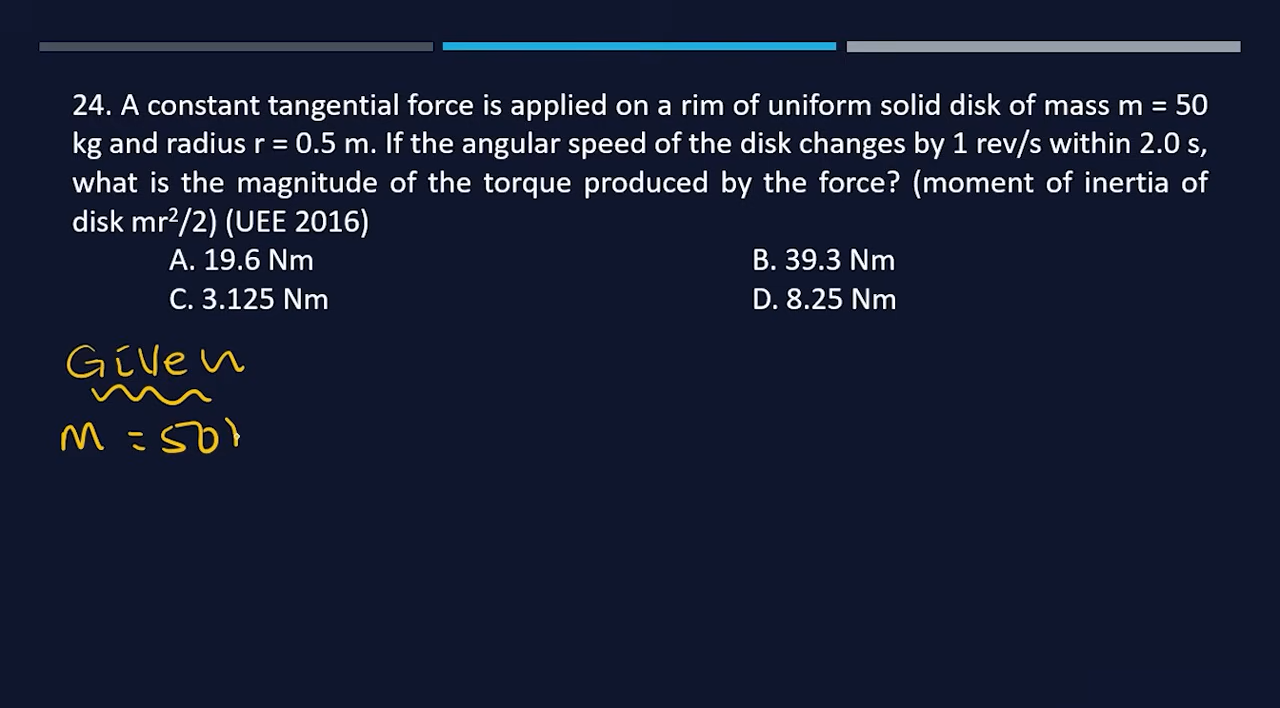 24. A constant tangential force is applied on a rim of uniform solid disk of mass m = 50
kg and radius r = 0.5 m. If the angular speed of the disk changes by 1 rev/s within 2.0 s,
what is the magnitude of the torque produced by the force? (moment of inertia of
disk mr²/2) (UEE 2016)
A. 19.6 Nm B. 39.3 Nm
C. 3.125 Nm D. 8.25 Nm
Given
m = 50